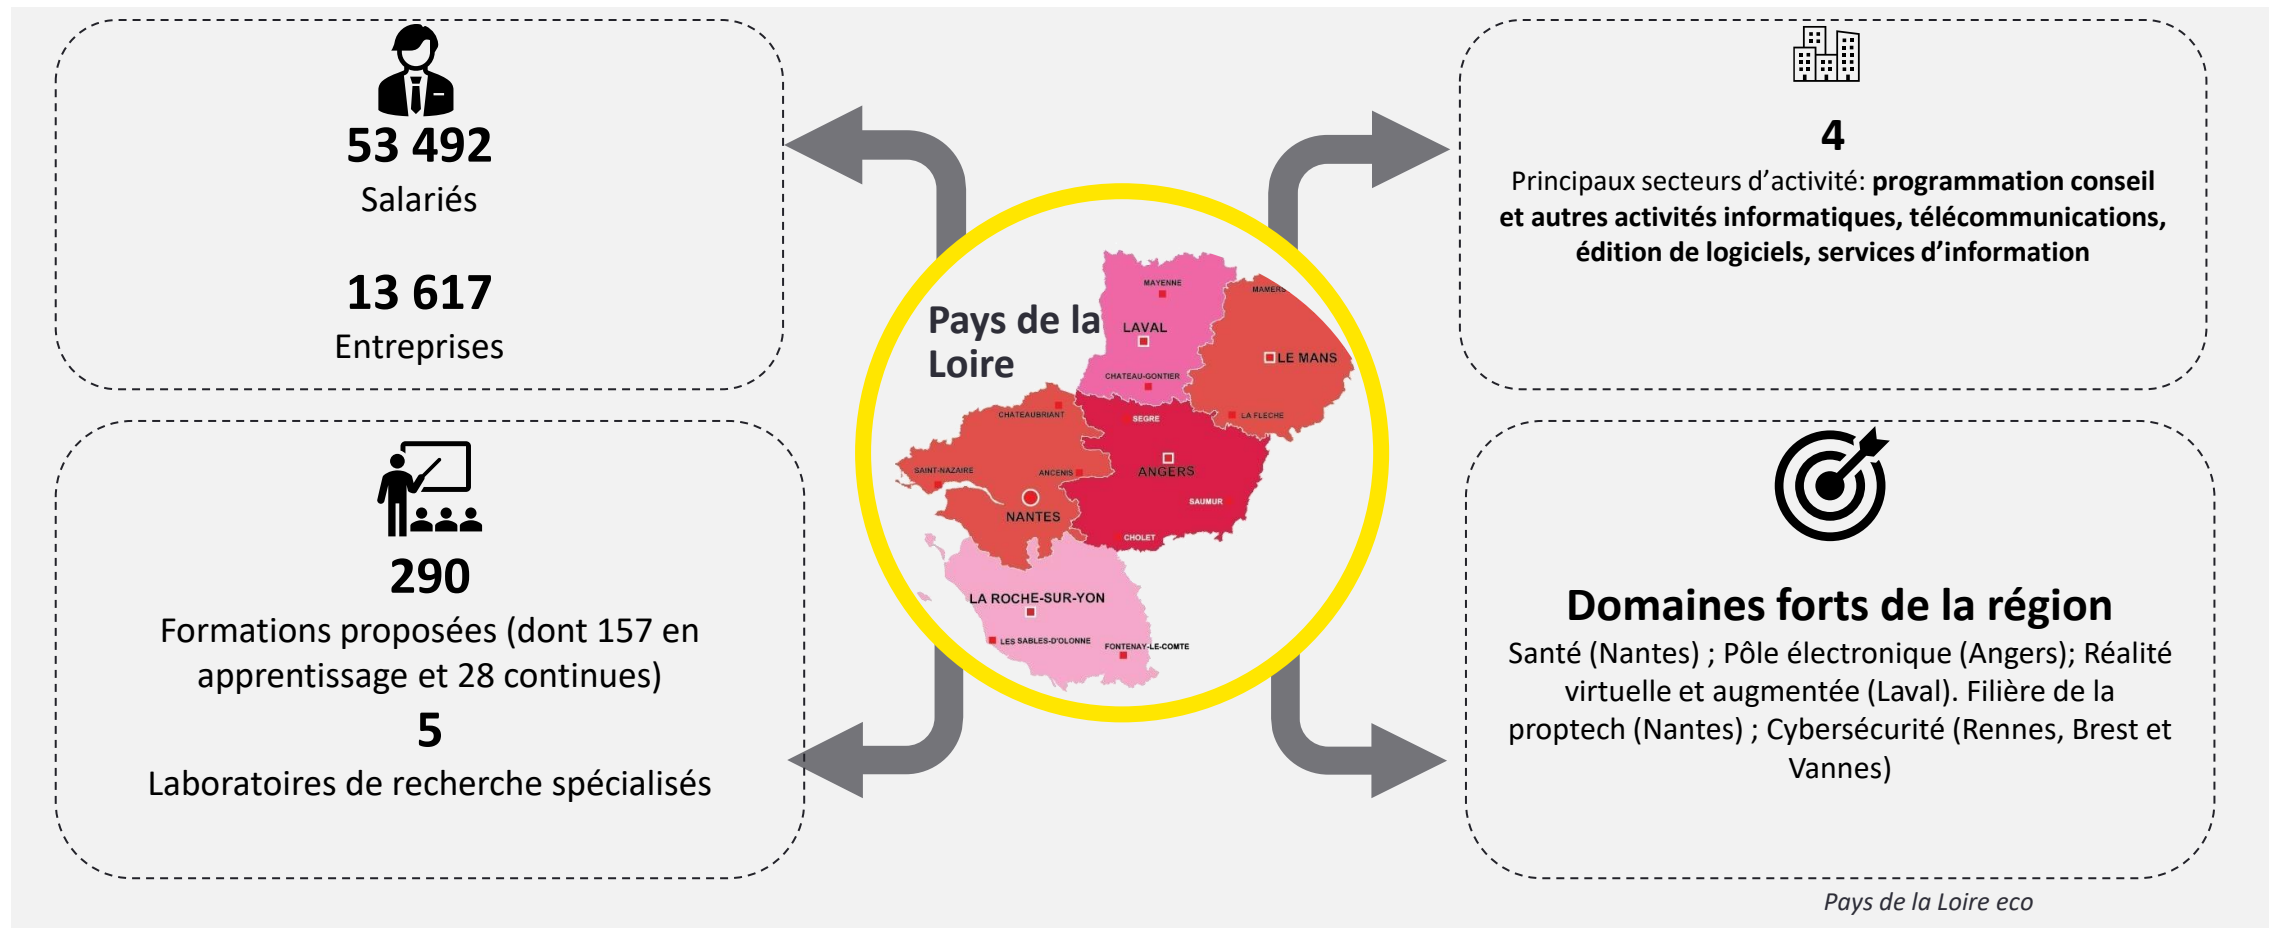 53 492
Salariés
13 617
Entreprises
4
Principaux secteurs d’activité: programmation conseil
et autres activités informatiques, télécommunications,
édition de logiciels, services d’information
Pays de la
Loire
MAYENNE
MAMERS
LAVAL
LE MANS
CHATEAU-GONTIER
CHATEAUBRIANT
SEGRE
LA FLECHE
SAINT-NAZAIRE
ANCENIS
ANGERS
SAUMUR
NANTES
CHOLET
LA ROCHE-SUR-YON
LES SABLES-D'OLONNE
FONTENAY-LE-COMTE
290
Formations proposées (dont 157 en
apprentissage et 28 continues)
5
Laboratoires de recherche spécialisés
Domaines forts de la région
Santé (Nantes) ; Pôle électronique (Angers); Réalité
virtuelle et augmentée (Laval). Filière de la
proptech (Nantes) ; Cybersécurité (Rennes, Brest et
Vannes)
Pays de la Loire eco